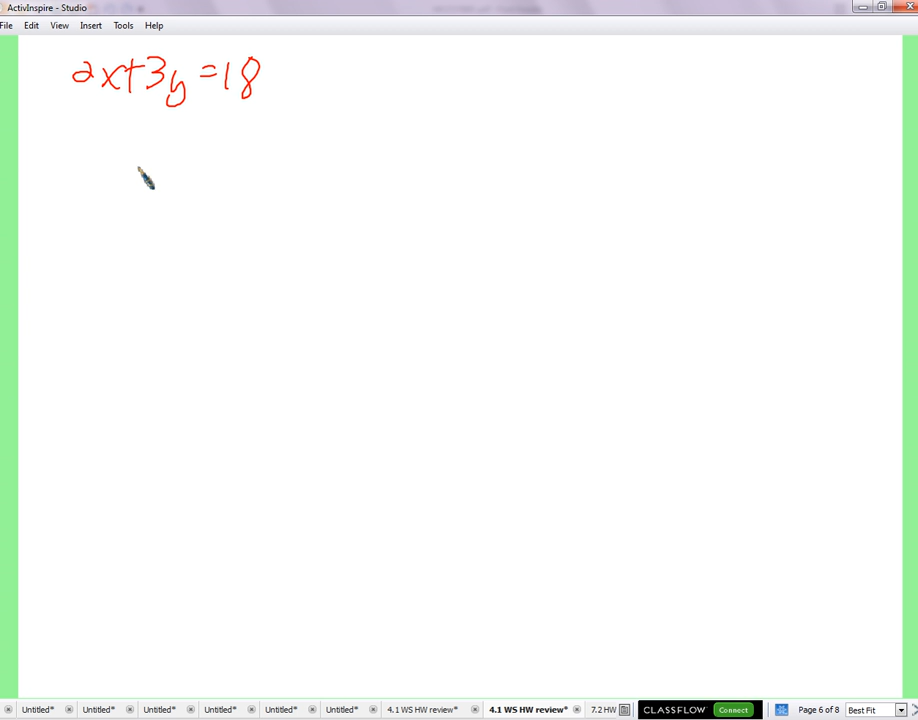 ActivInspire - Studio
File Edit View Insert Tools Help
2x+3y=18
Untitled* Untitled* Untitled* Untitled* Untitled* Untitled* 4.1 WS HW review* 4.1 WS HW review* 7.2 HW CLASSFLOW Connect Page 6 of 8 Best Fit